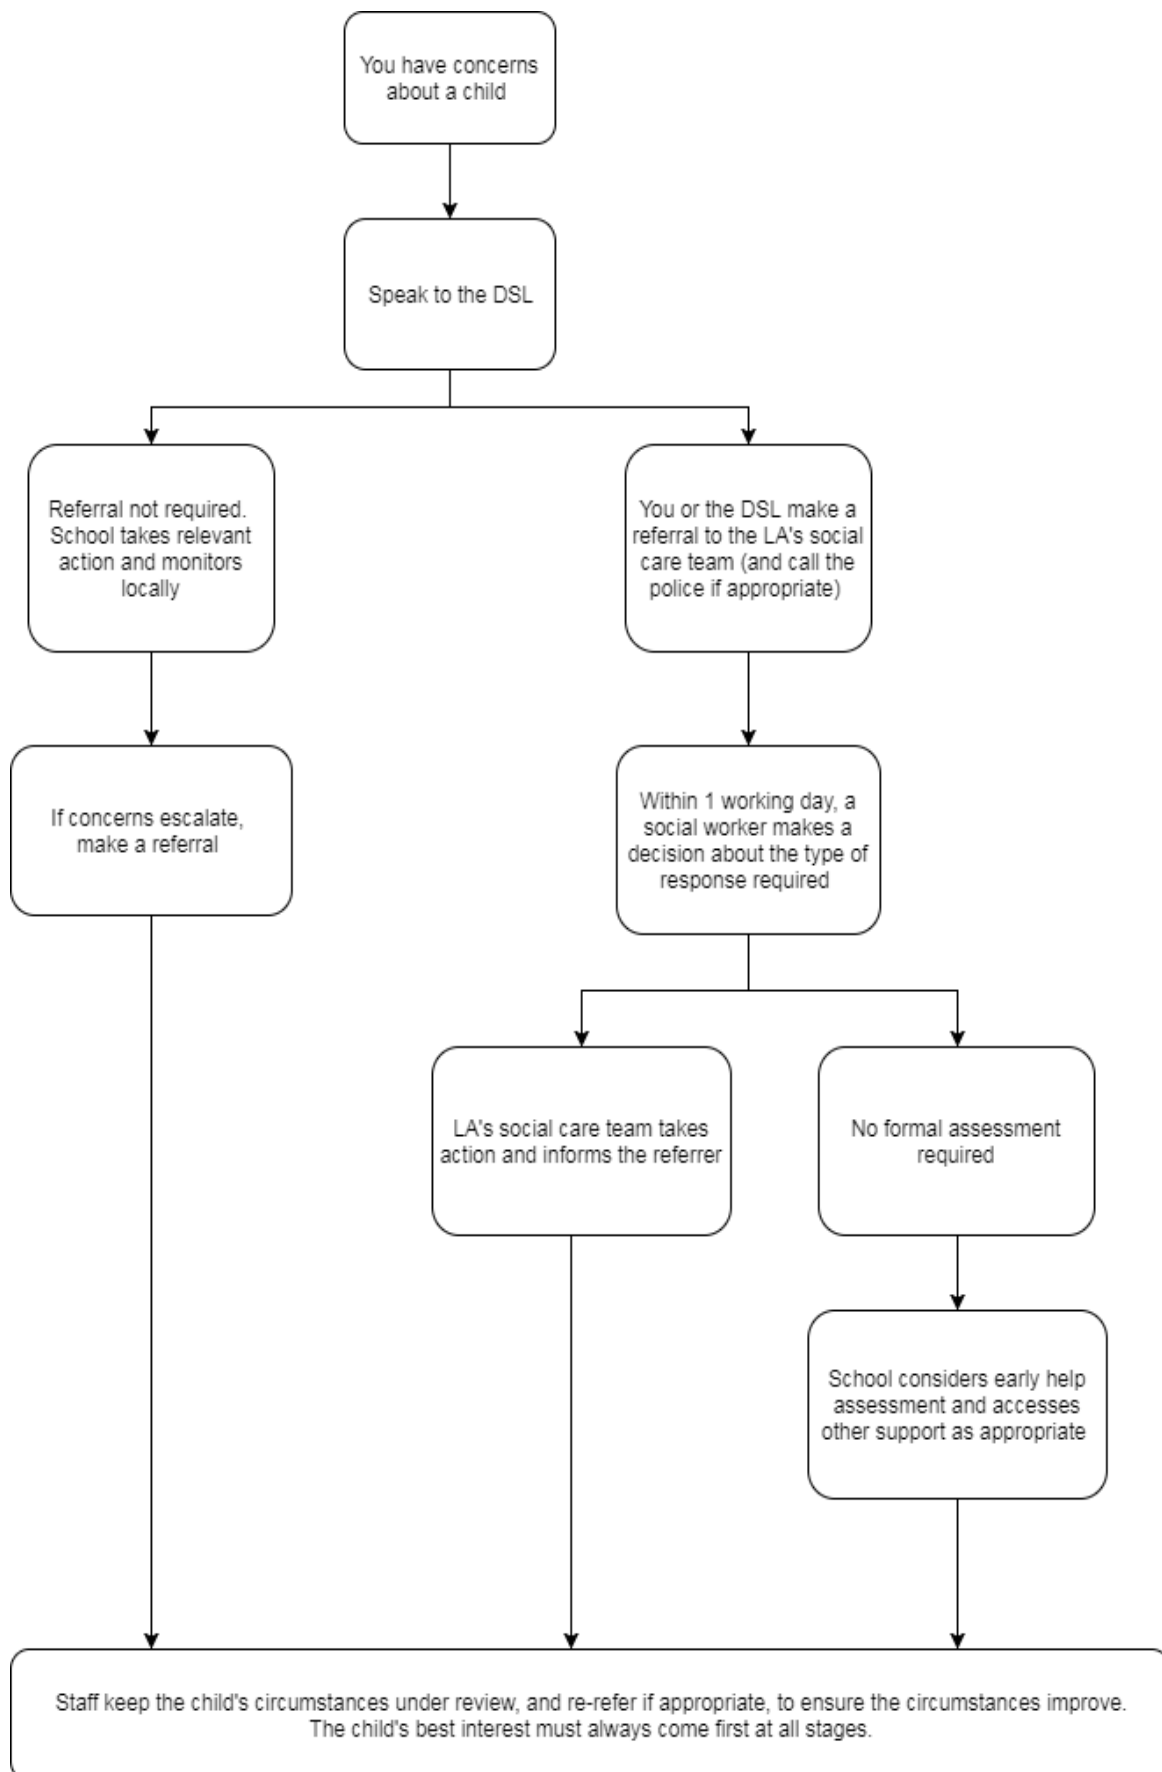 You have concerns
about a child
Speak to the DSL
Referral not required.
School takes relevant
action and monitors
locally
You or the DSL make a
referral to the LA's social
care team (and call the
police if appropriate)
If concerns escalate,
make a referral
Within 1 working day, a
social worker makes a
decision about the type of
response required
LA's social care team takes
action and informs the referrer
No formal assessment
required
School considers early help
assessment and accesses
other support as appropriate
Staff keep the child's circumstances under review, and re-refer if appropriate, to ensure the circumstances improve.
The child's best interest must always come first at all stages.